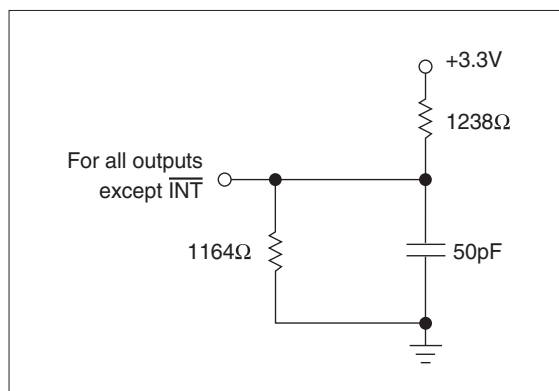 +3.3V
1238Ω
For all outputs
except INT
1164Ω
50pF